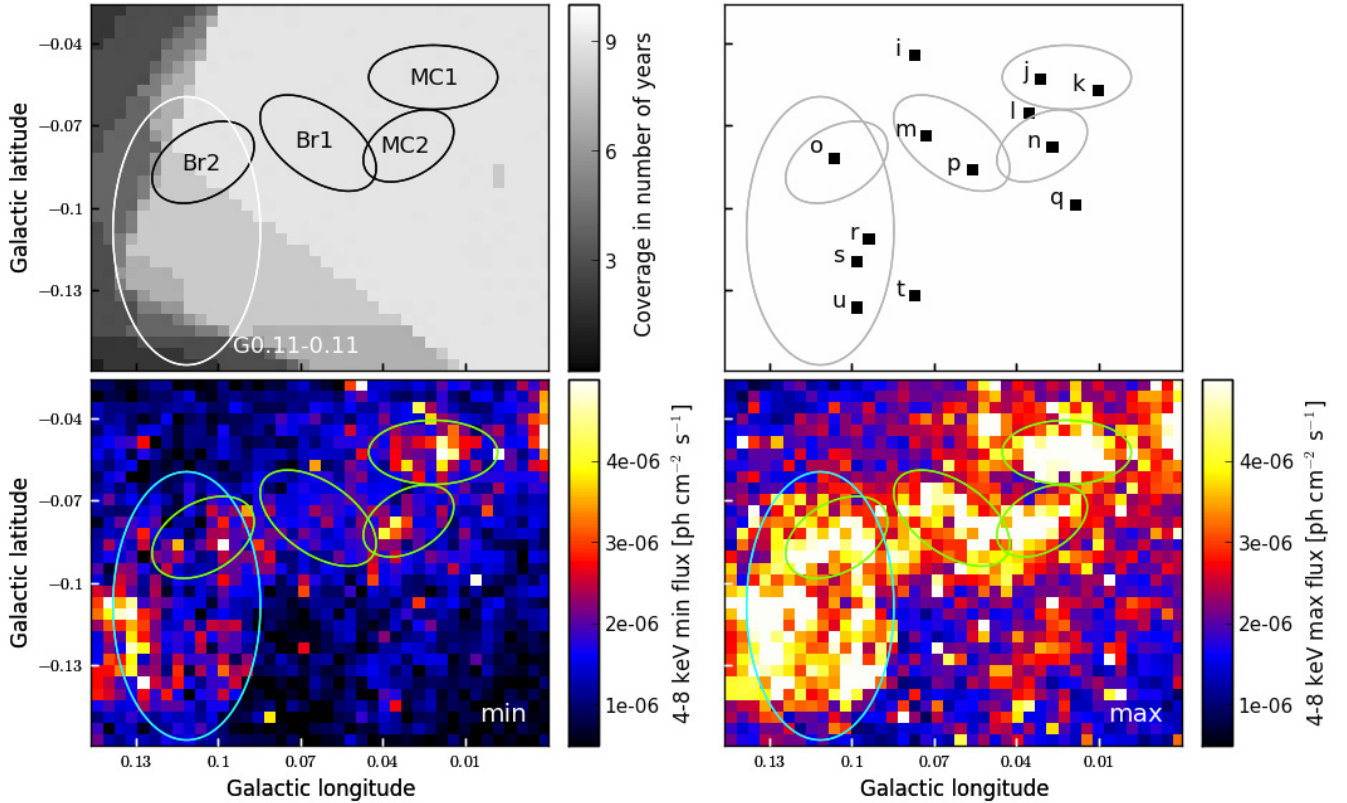 −0.04
−0.07
−0.1
−0.13
Galactic latitude
MC1
Br1
MC2
Br2
G0.11-0.11
9
6
3
Coverage in number of years
i
j
k
l
m
n
o
p
q
r
s
t
u
−0.04
−0.07
−0.1
−0.13
Galactic latitude
min
0.13
0.1
0.07
0.04
0.01
Galactic longitude
4e-06
3e-06
2e-06
1e-06
4-8 keV min flux [ph cm⁻² s⁻¹]
max
0.13
0.1
0.07
0.04
0.01
Galactic longitude
4e-06
3e-06
2e-06
1e-06
4-8 keV max flux [ph cm⁻² s⁻¹]